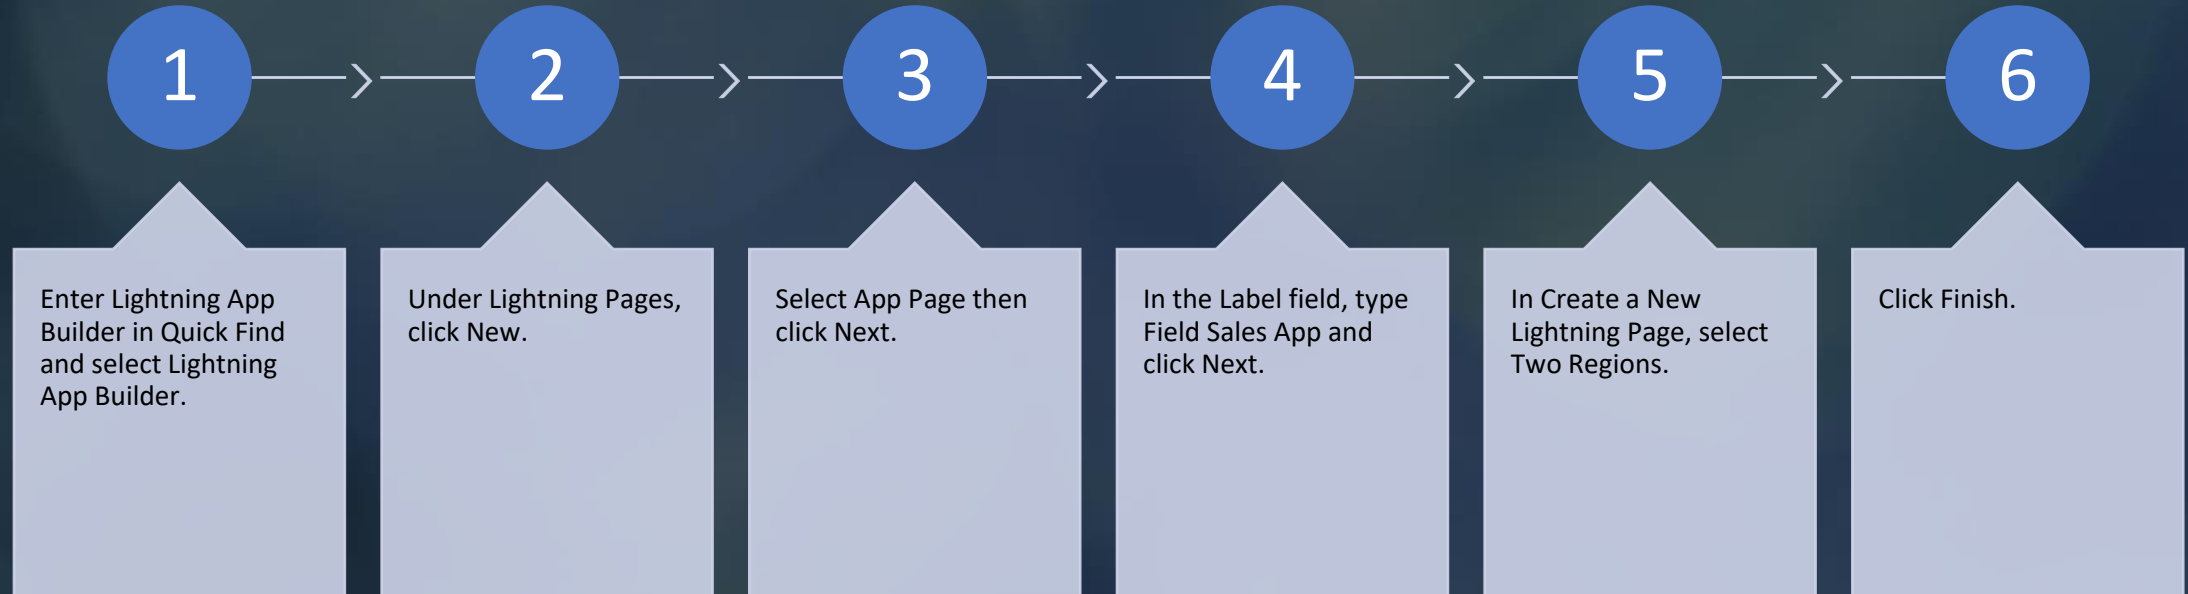 1
2
3
4
5
6
Enter Lightning App
Builder in Quick Find
and select Lightning
App Builder.
Under Lightning Pages,
click New.
Select App Page then
click Next.
In the Label field, type
Field Sales App and
click Next.
In Create a New
Lightning Page, select
Two Regions.
Click Finish.